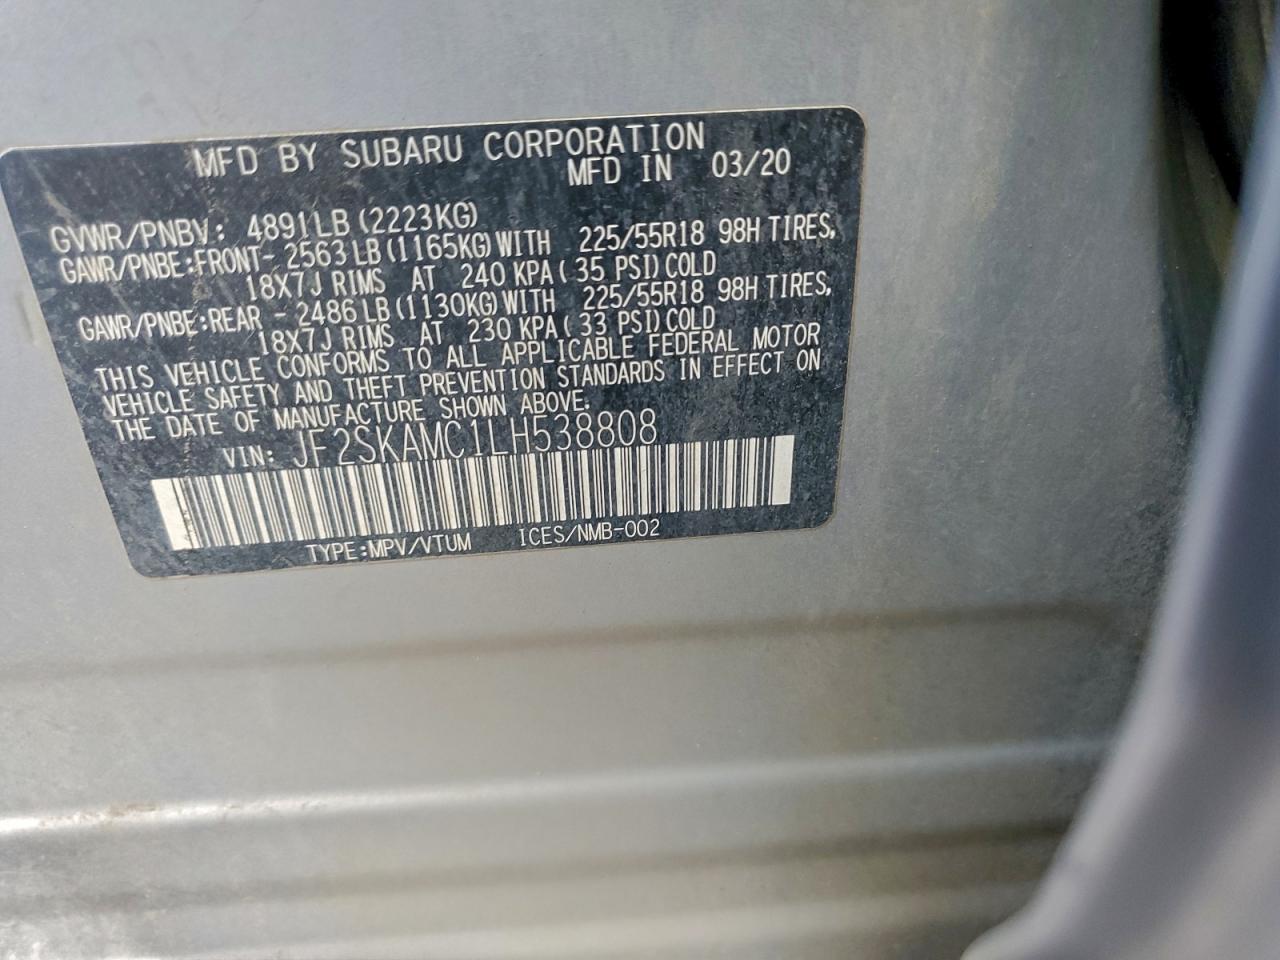 MFD BY SUBARU CORPORATION
MFD IN 03/20
GVWR/PNBV: 4891LB (2223KG)
GAWR/PNBE:FRONT- 2563LB (1165KG) WITH 225/55R18 98H TIRES,
18X7J RIMS AT 240 KPA( 35 PSI) COLD
GAWR/PNBE:REAR - 2486LB (1130KG) WITH 225/55R18 98H TIRES,
18X7J RIMS AT 230 KPA( 33 PSI) COLD
THIS VEHICLE CONFORMS TO ALL APPLICABLE FEDERAL MOTOR
VEHICLE SAFETY AND THEFT PREVENTION STANDARDS IN EFFECT ON
THE DATE OF MANUFACTURE SHOWN ABOVE.
VIN: JF2SKAMC1LH538808
TYPE:MPV/VTUM ICES/NMB-002